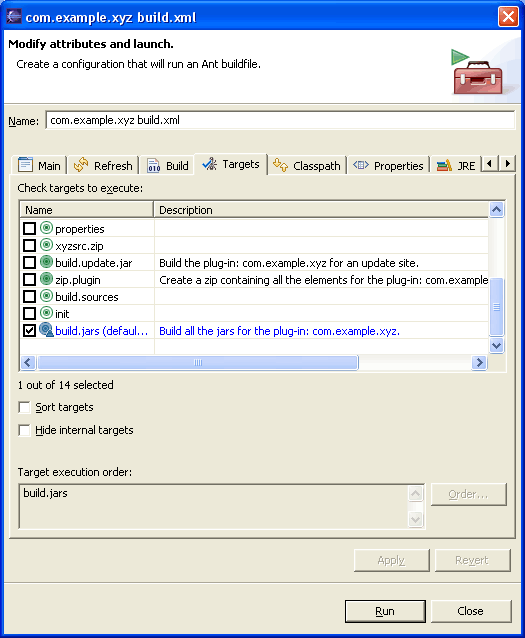 com.example.xyz build.xml
Modify attributes and launch.
Create a configuration that will run an Ant buildfile.
Name: com.example.xyz build.xml
Main Refresh Build Targets Classpath Properties JRE
Check targets to execute:
Name Description
properties
xyzsrc.zip
build.update.jar Build the plug-in: com.example.xyz for an update site.
zip.plugin Create a zip containing all the elements for the plug-in: com.example
build.sources
init
build.jars (defaul... Build all the jars for the plug-in: com.example.xyz.
1 out of 14 selected
Sort targets
Hide internal targets
Target execution order:
build.jars Order...
Apply Revert
Run Close